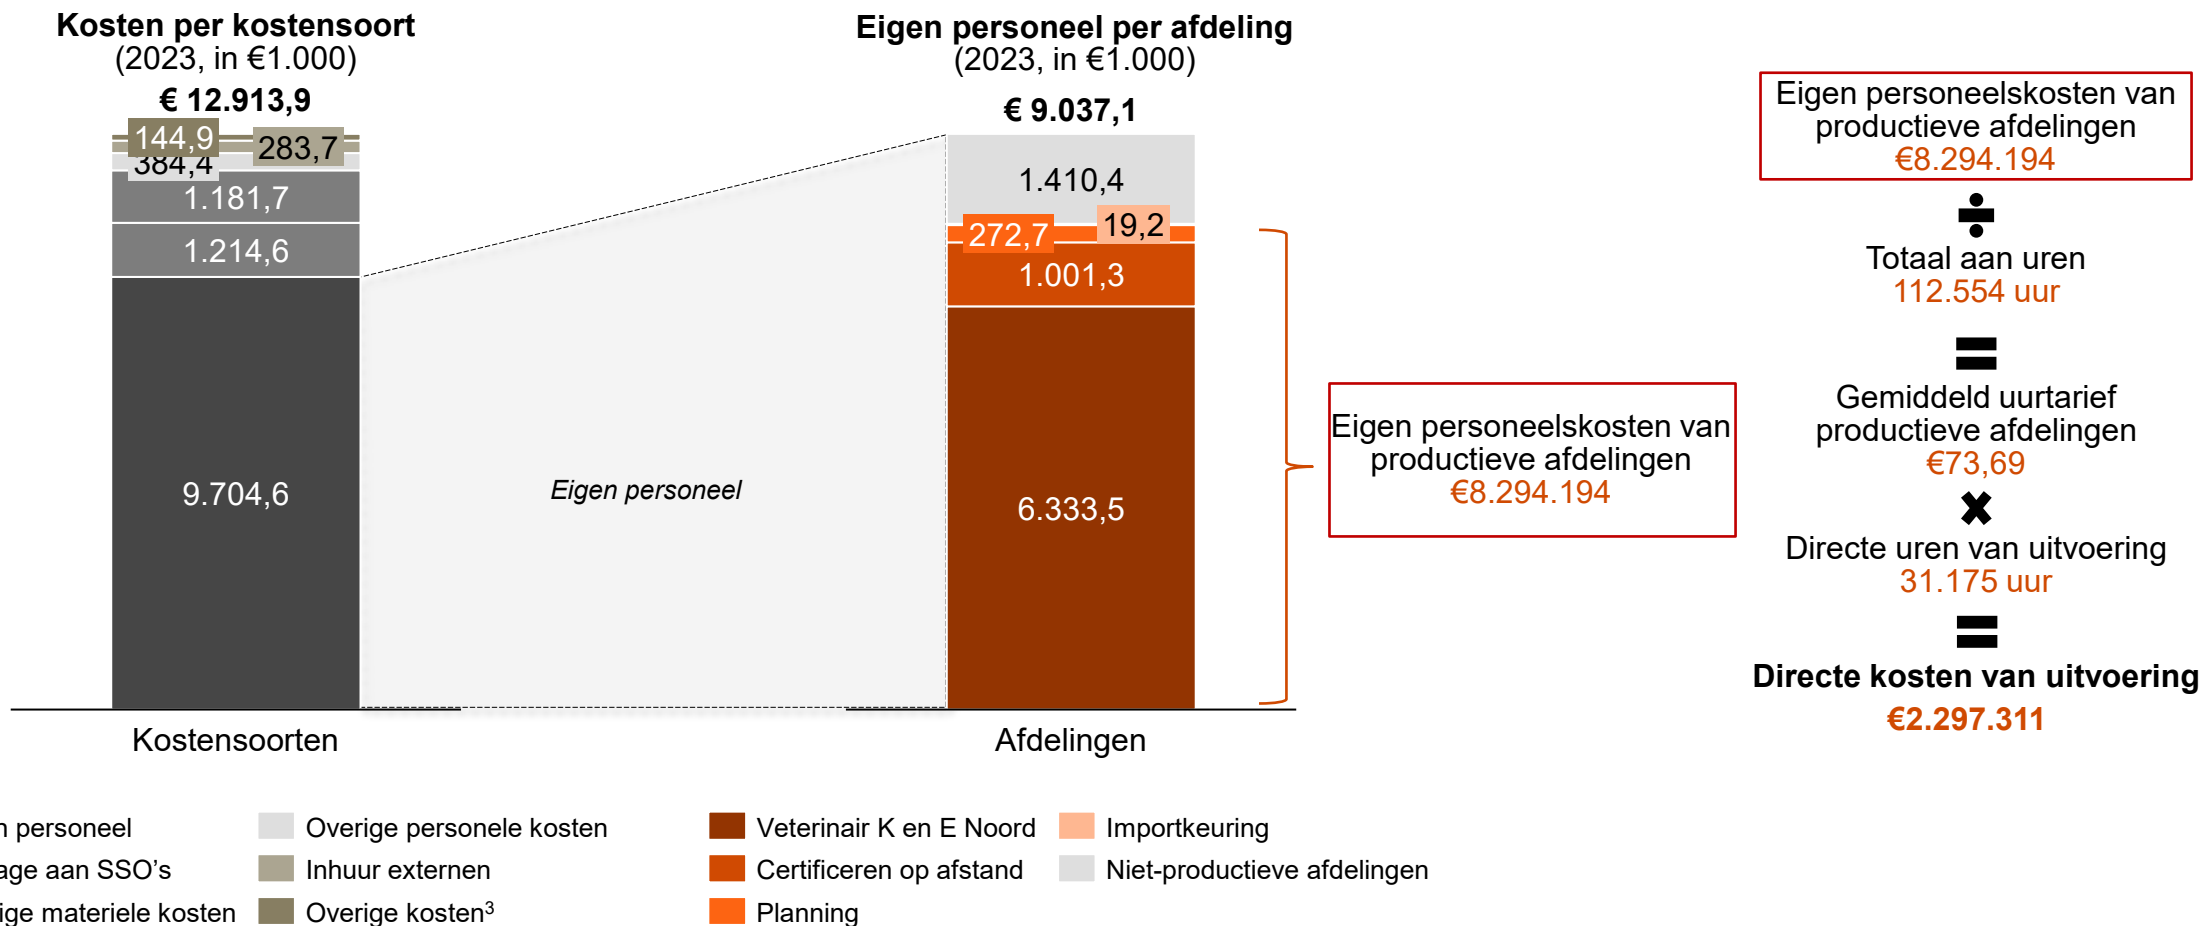 Kosten per kostensoort
(2023, in €1.000)
€ 12.913,9
144,9
283,7
384,4
1.181,7
1.214,6
9.704,6
Kostensoorten
Eigen personeel
Eigen personeel per afdeling
(2023, in €1.000)
€ 9.037,1
1.410,4
19,2
272,7
1.001,3
6.333,5
Afdelingen
Eigen personeelskosten van
productieve afdelingen
€8.294.194
Eigen personeelskosten van
productieve afdelingen
€8.294.194
÷
Totaal aan uren
112.554 uur
=
Gemiddeld uurtarief
productieve afdelingen
€73,69
×
Directe uren van uitvoering
31.175 uur
=
Directe kosten van uitvoering
€2.297.311
n personeel
age aan SSO’s
ige materiele kosten
Overige personele kosten
Inhuur externen
Overige kosten³
Veterinair K en E Noord
Certificeren op afstand
Planning
Importkeuring
Niet-productieve afdelingen